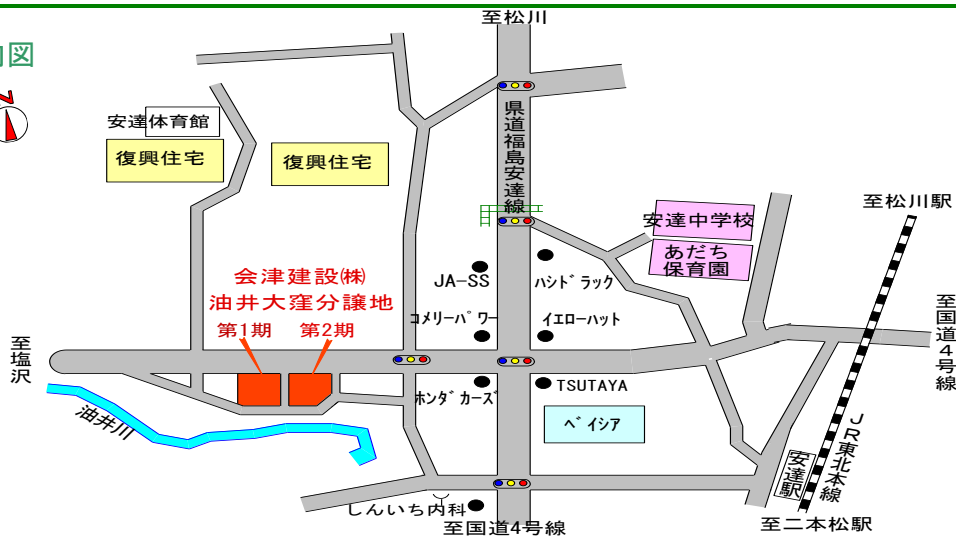 至松川
内図
安達体育館
復興住宅
復興住宅
県道福島安達線
安達中学校
あだち
保育園
至松川駅
会津建設㈱
油井大窪分譲地
第1期
第2期
JA-SS
ハシドラック
コメリーパワー
イエローハット
至塩沢
至国道4号線
油井川
ホンダカーズ
TSUTAYA
ベイシア
JR東北本線
安達駅
しんいち内科
至国道4号線
至二本松駅